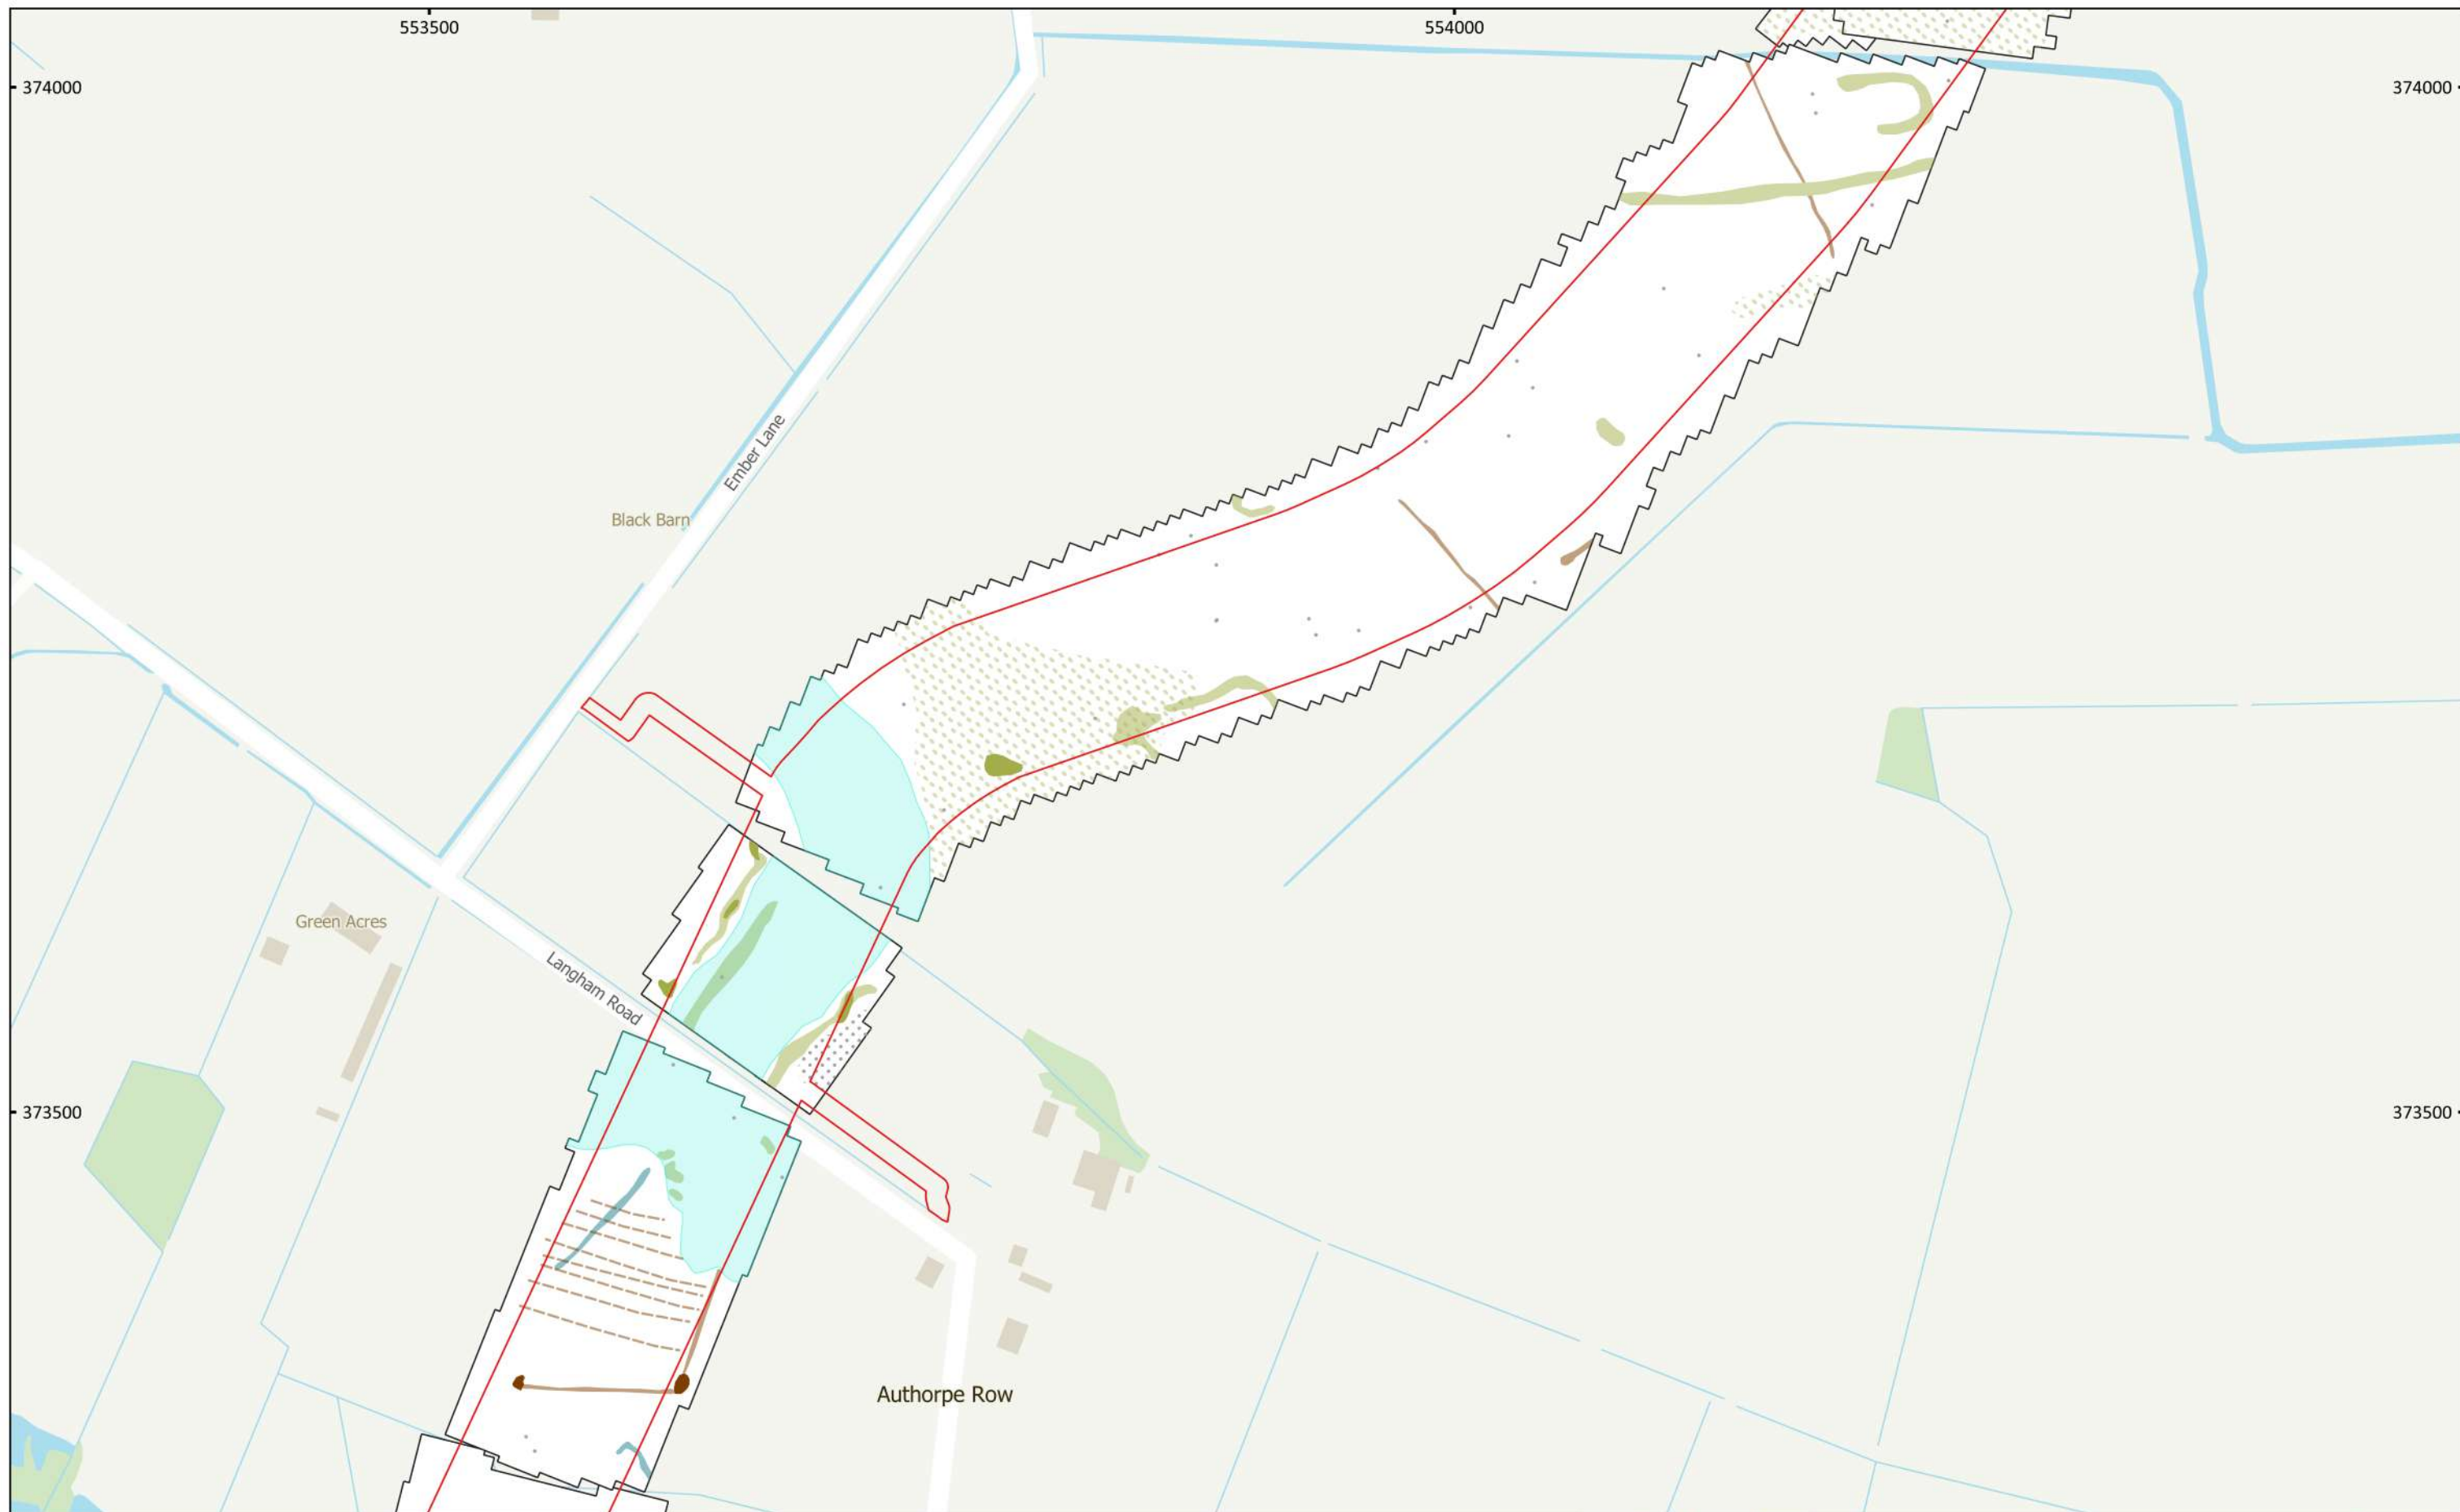 553500
554000
374000
374000
Ember Lane
Black Barn
Green Acres
Langham Road
373500
373500
Authorpe Row